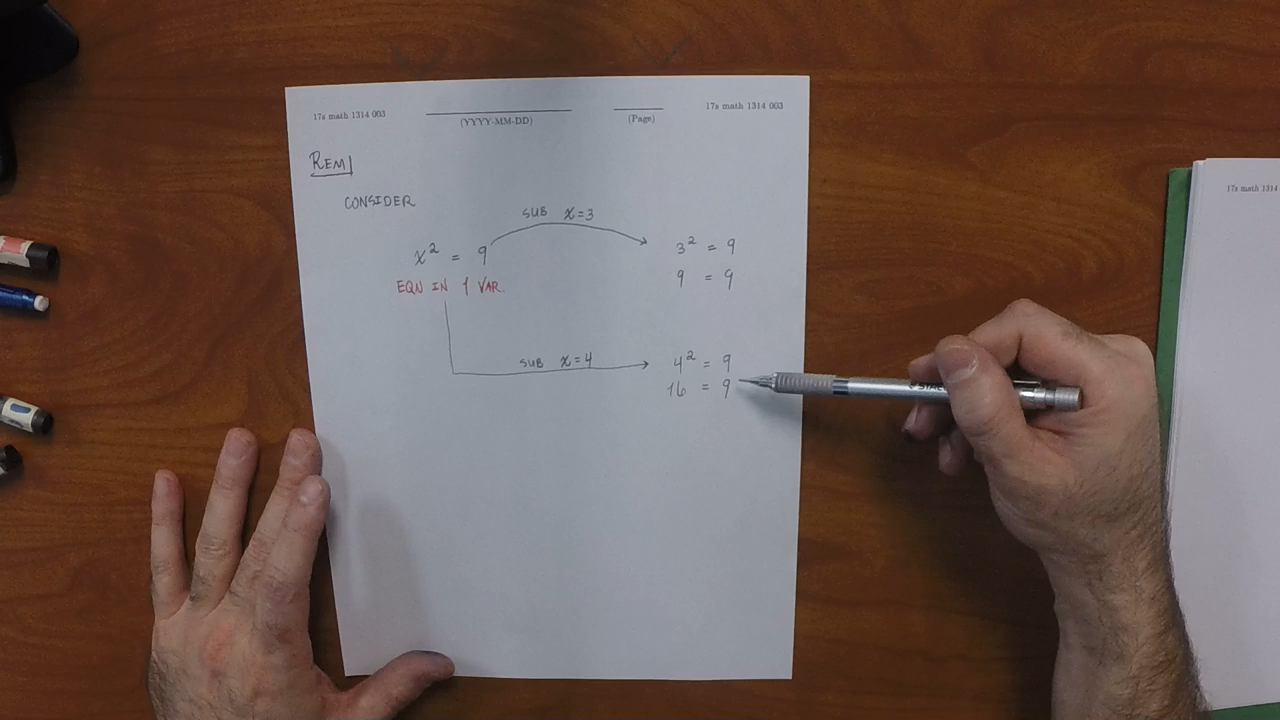 17s math 1314 003
(YYYY-MM-DD)
(Page)
17s math 1314 003
REM
CONSIDER
SUB x=3
x² = 9
3² = 9
EQN IN 1 VAR.
9 = 9
SUB x=4
4² = 9
16 = 9
17s math 1314